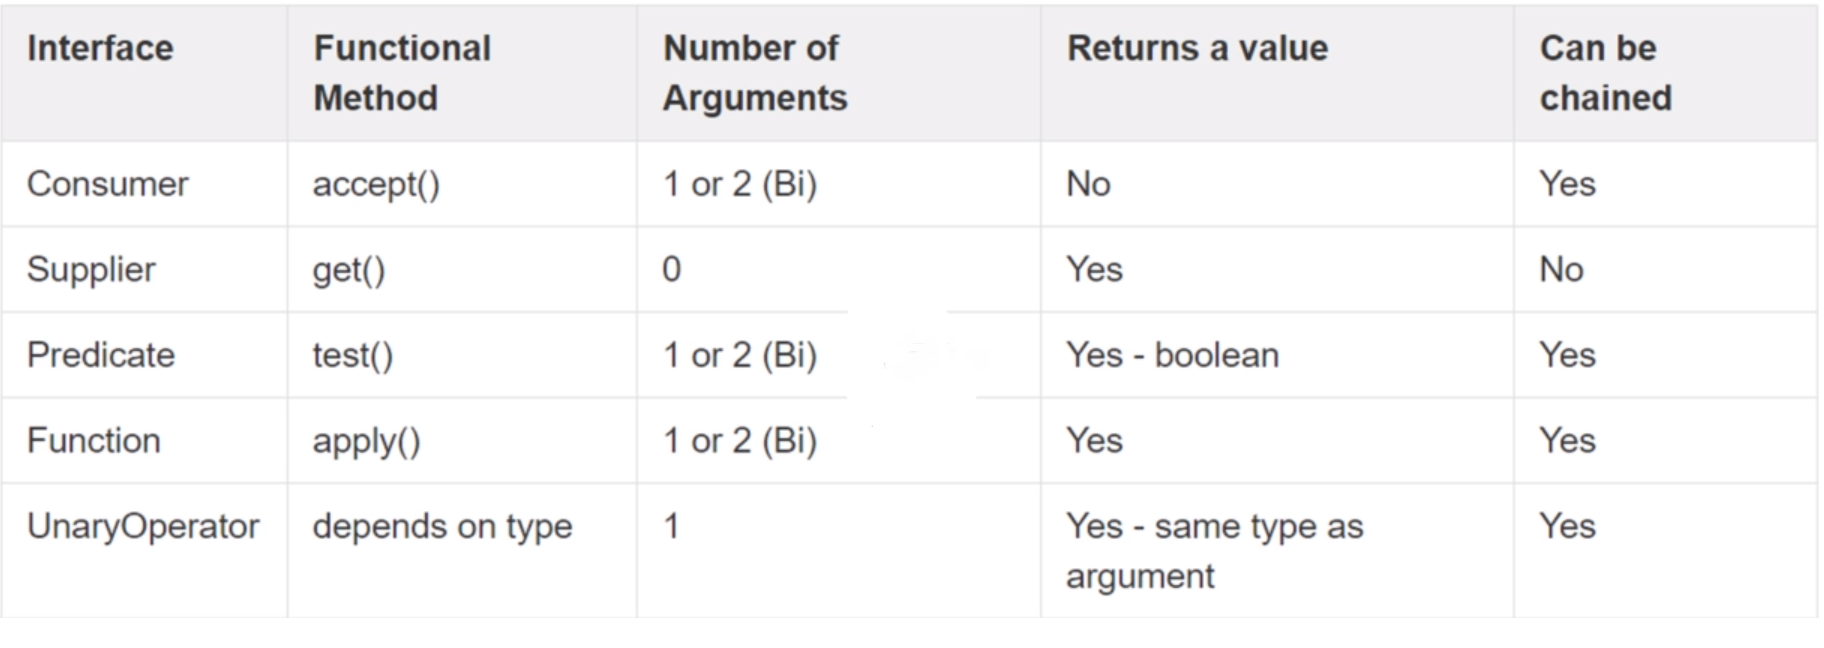 Interface Functional Number of Returns a value Can be
Method Arguments chained
Consumer accept() 1 or 2 (Bi) No Yes
Supplier get() 0 Yes No
Predicate test() 1 or 2 (Bi) Yes - boolean Yes
Function apply() 1 or 2 (Bi) Yes Yes
UnaryOperator depends on type 1 Yes - same type as Yes
argument